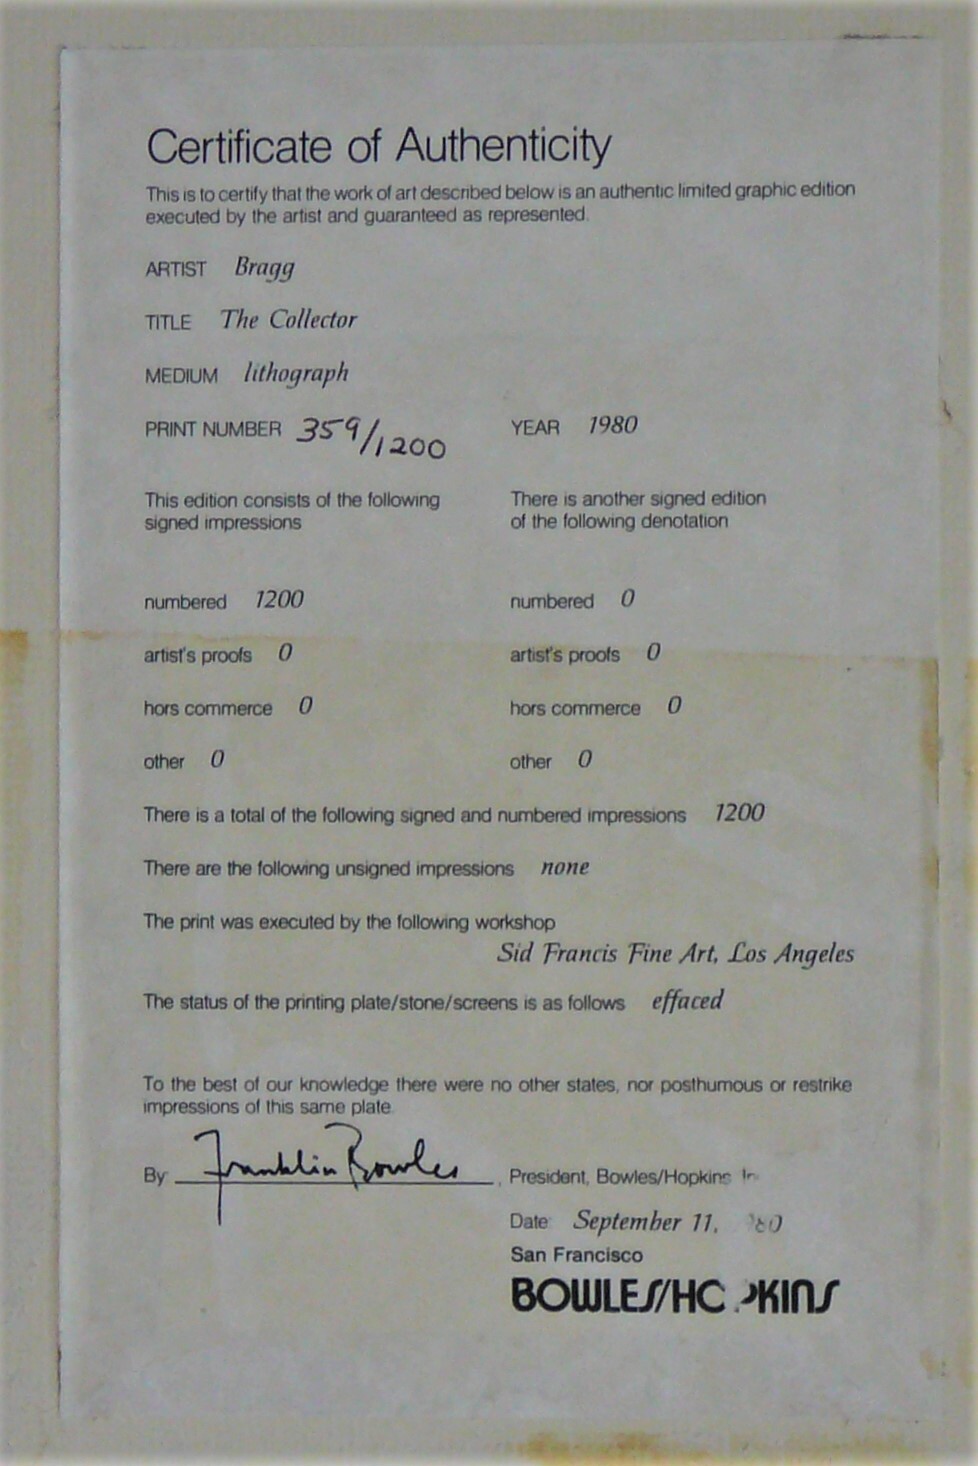 Certificate of Authenticity
This is to certify that the work of art described below is an authentic limited graphic edition
executed by the artist and guaranteed as represented.
ARTIST Bragg
TITLE The Collector
MEDIUM lithograph
PRINT NUMBER 359/1200 YEAR 1980
This edition consists of the following
signed impressions
There is another signed edition
of the following denotation
numbered 1200 numbered 0
artist's proofs 0 artist's proofs 0
hors commerce 0 hors commerce 0
other 0 other 0
There is a total of the following signed and numbered impressions 1200
There are the following unsigned impressions none
The print was executed by the following workshop
Sid Francis Fine Art, Los Angeles
The status of the printing plate/stone/screens is as follows effaced
To the best of our knowledge there were no other states, nor posthumous or restrike
impressions of this same plate.
By Franklin Bowles, President, Bowles/Hopkins
Date September 11,
San Francisco
BOWLES/HOPKINS